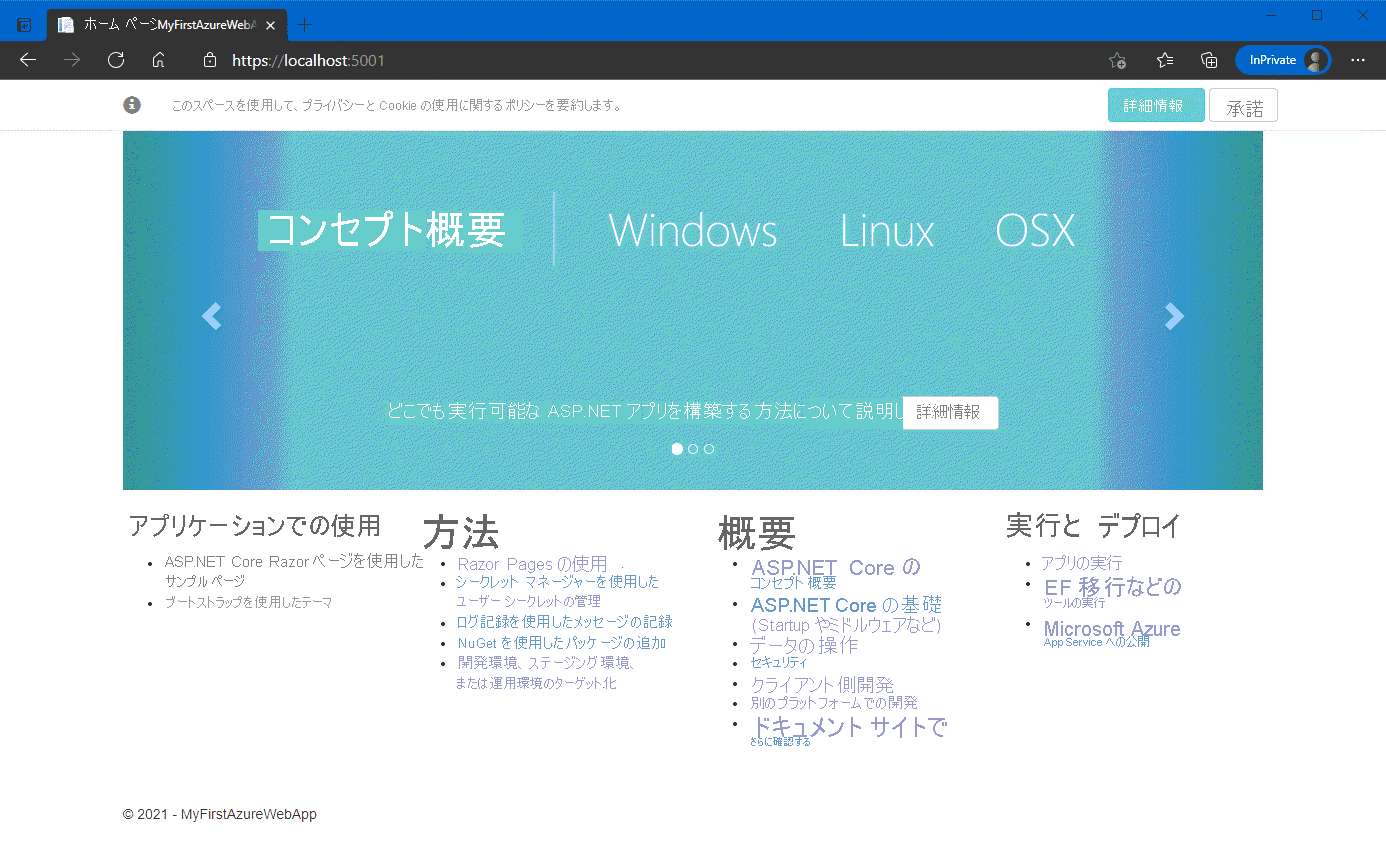 ホーム ページMyFirstAzureWebA
https://localhost:5001
InPrivate
このスペースを使用して、プライバシーと Cookie の使用に関するポリシーを要約します。
詳細情報
承諾
コンセプト概要
Windows
Linux
OSX
どこでも実行可能な ASP.NET アプリを構築する方法について説明し
詳細情報
アプリケーションでの使用
ASP.NET Core Razor ページを使用した
サンプル ページ
ブートストラップを使用したテーマ
方法
Razor Pages の使用
シークレット マネージャーを使用した
ユーザー シークレットの管理
ログ記録を使用したメッセージの記録
NuGet を使用したパッケージの追加
開発環境、ステージング 環境、
または運用環境のターゲット化
概要
ASP.NET Core の
コンセプト 概要
ASP.NET Core の基礎
(Startup やミドルウェアなど)
データの操作
セキュリティ
クライアント側開発
別のプラットフォームでの開発
ドキュメント サイトで
さらに確認する
実行と デプロイ
アプリの実行
EF 移行などの
ツールの実行
Microsoft Azure
App Service への公開
© 2021 - MyFirstAzureWebApp